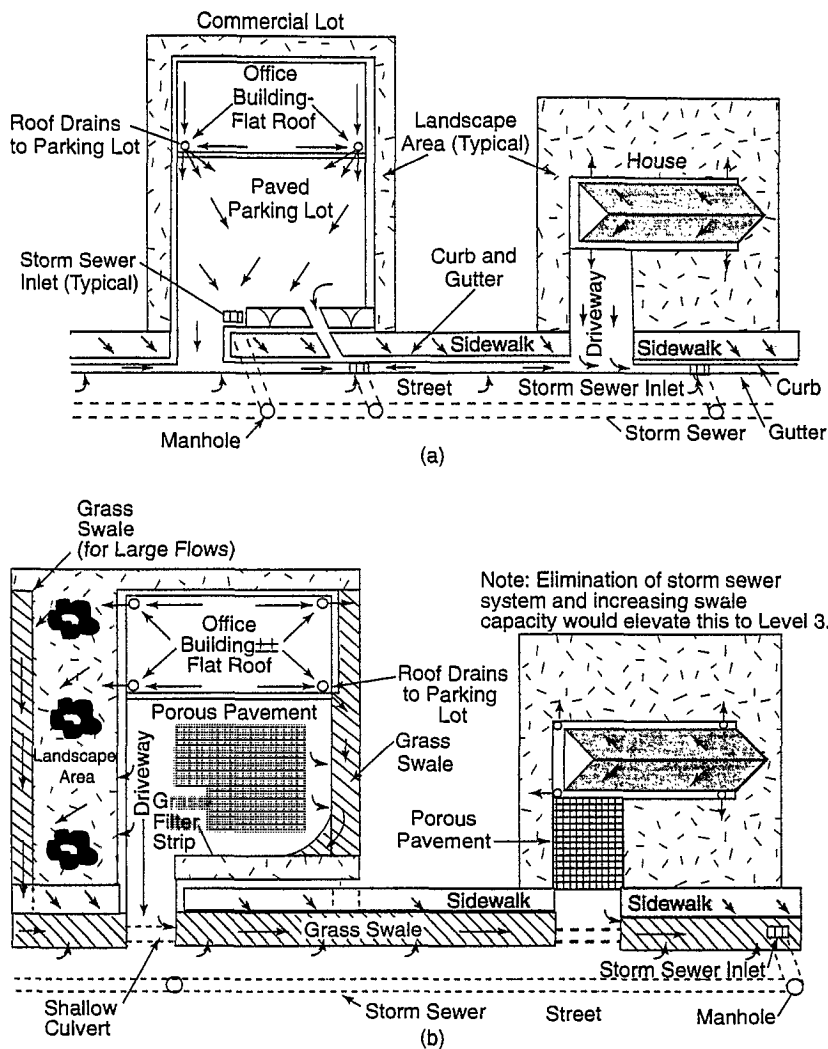 Commercial Lot
Office
Building-
Flat Roof
Roof Drains
to Parking Lot
Landscape
Area (Typical)
House
Paved
Parking Lot
Storm Sewer
Inlet (Typical)
Curb and
Gutter
Driveway
Sidewalk
Sidewalk
Street
Storm Sewer Inlet
Curb
Manhole
Storm Sewer
Gutter
(a)
Grass
Swale
(for Large Flows)
Note: Elimination of storm sewer
system and increasing swale
capacity would elevate this to Level 3.
Office
Building±±
Flat Roof
Roof Drains
to Parking
Lot
Porous Pavement
Grass
Swale
Landscape
Area
Driveway
Grass
Filter
Strip
Porous
Pavement
Sidewalk
Sidewalk
Grass Swale
Storm Sewer Inlet
Shallow
Culvert
Storm Sewer
Street
Manhole
(b)